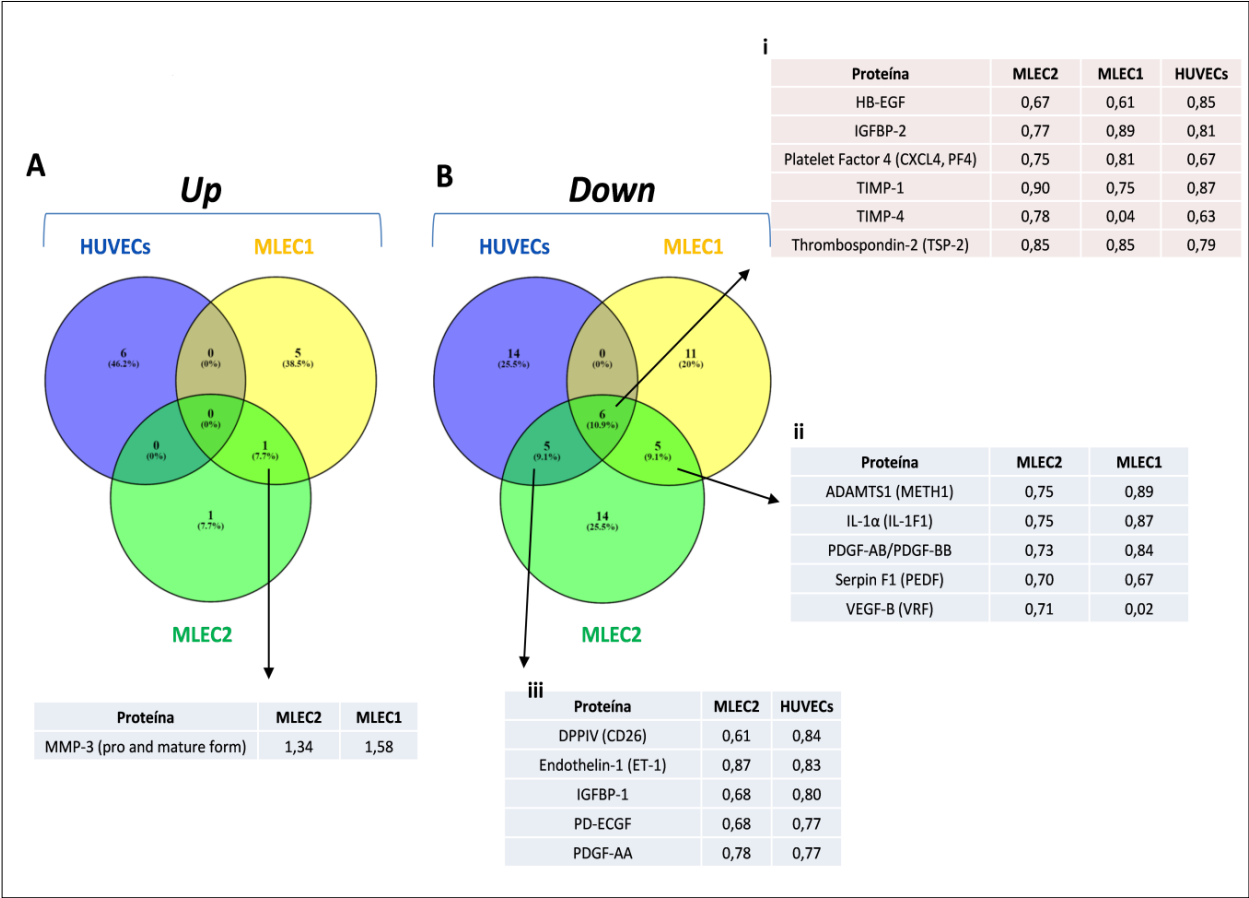 A
Up
HUVECs
MLEC1
6
(46.2%)
0
(0%)
5
(38.5%)
0
(0%)
0
(0%)
1
(7.7%)
1
(7.7%)
MLEC2
Proteína MLEC2 MLEC1
MMP-3 (pro and mature form) 1,34 1,58
B
Down
HUVECs
MLEC1
14
(25.5%)
0
(0%)
11
(20%)
6
(10.9%)
5
(9.1%)
5
(9.1%)
14
(25.5%)
MLEC2
i
Proteína MLEC2 MLEC1 HUVECs
HB-EGF 0,67 0,61 0,85
IGFBP-2 0,77 0,89 0,81
Platelet Factor 4 (CXCL4, PF4) 0,75 0,81 0,67
TIMP-1 0,90 0,75 0,87
TIMP-4 0,78 0,04 0,63
Thrombospondin-2 (TSP-2) 0,85 0,85 0,79
ii
Proteína MLEC2 MLEC1
ADAMTS1 (METH1) 0,75 0,89
IL-1α (IL-1F1) 0,75 0,87
PDGF-AB/PDGF-BB 0,73 0,84
Serpin F1 (PEDF) 0,70 0,67
VEGF-B (VRF) 0,71 0,02
iii
Proteína MLEC2 HUVECs
DPPIV (CD26) 0,61 0,84
Endothelin-1 (ET-1) 0,87 0,83
IGFBP-1 0,68 0,80
PD-ECGF 0,68 0,77
PDGF-AA 0,78 0,77